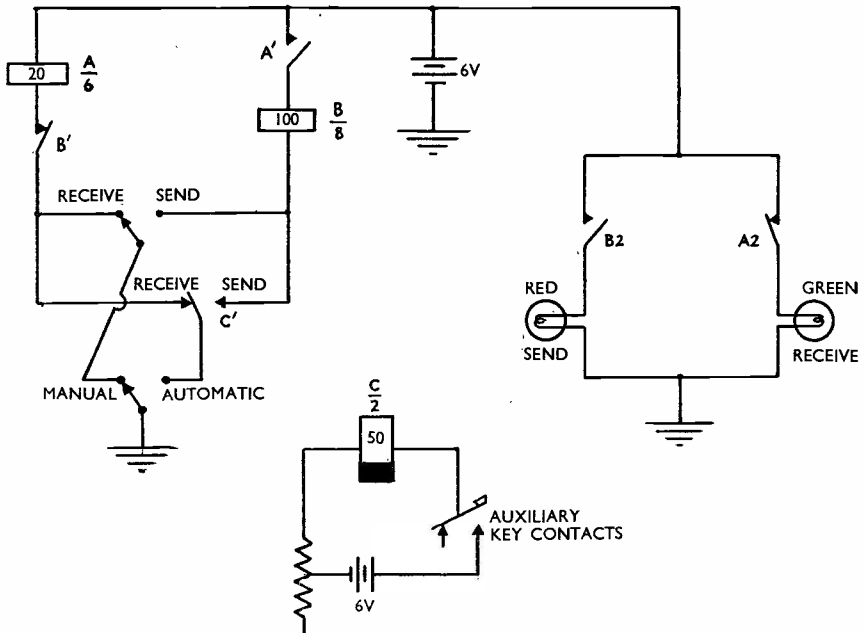 20
A
6
A'
6V
B'
100
B
8
RECEIVE SEND
B2
A2
RECEIVE SEND
C'
RED
SEND
GREEN
RECEIVE
MANUAL AUTOMATIC
C
2
50
AUXILIARY
KEY CONTACTS
6V